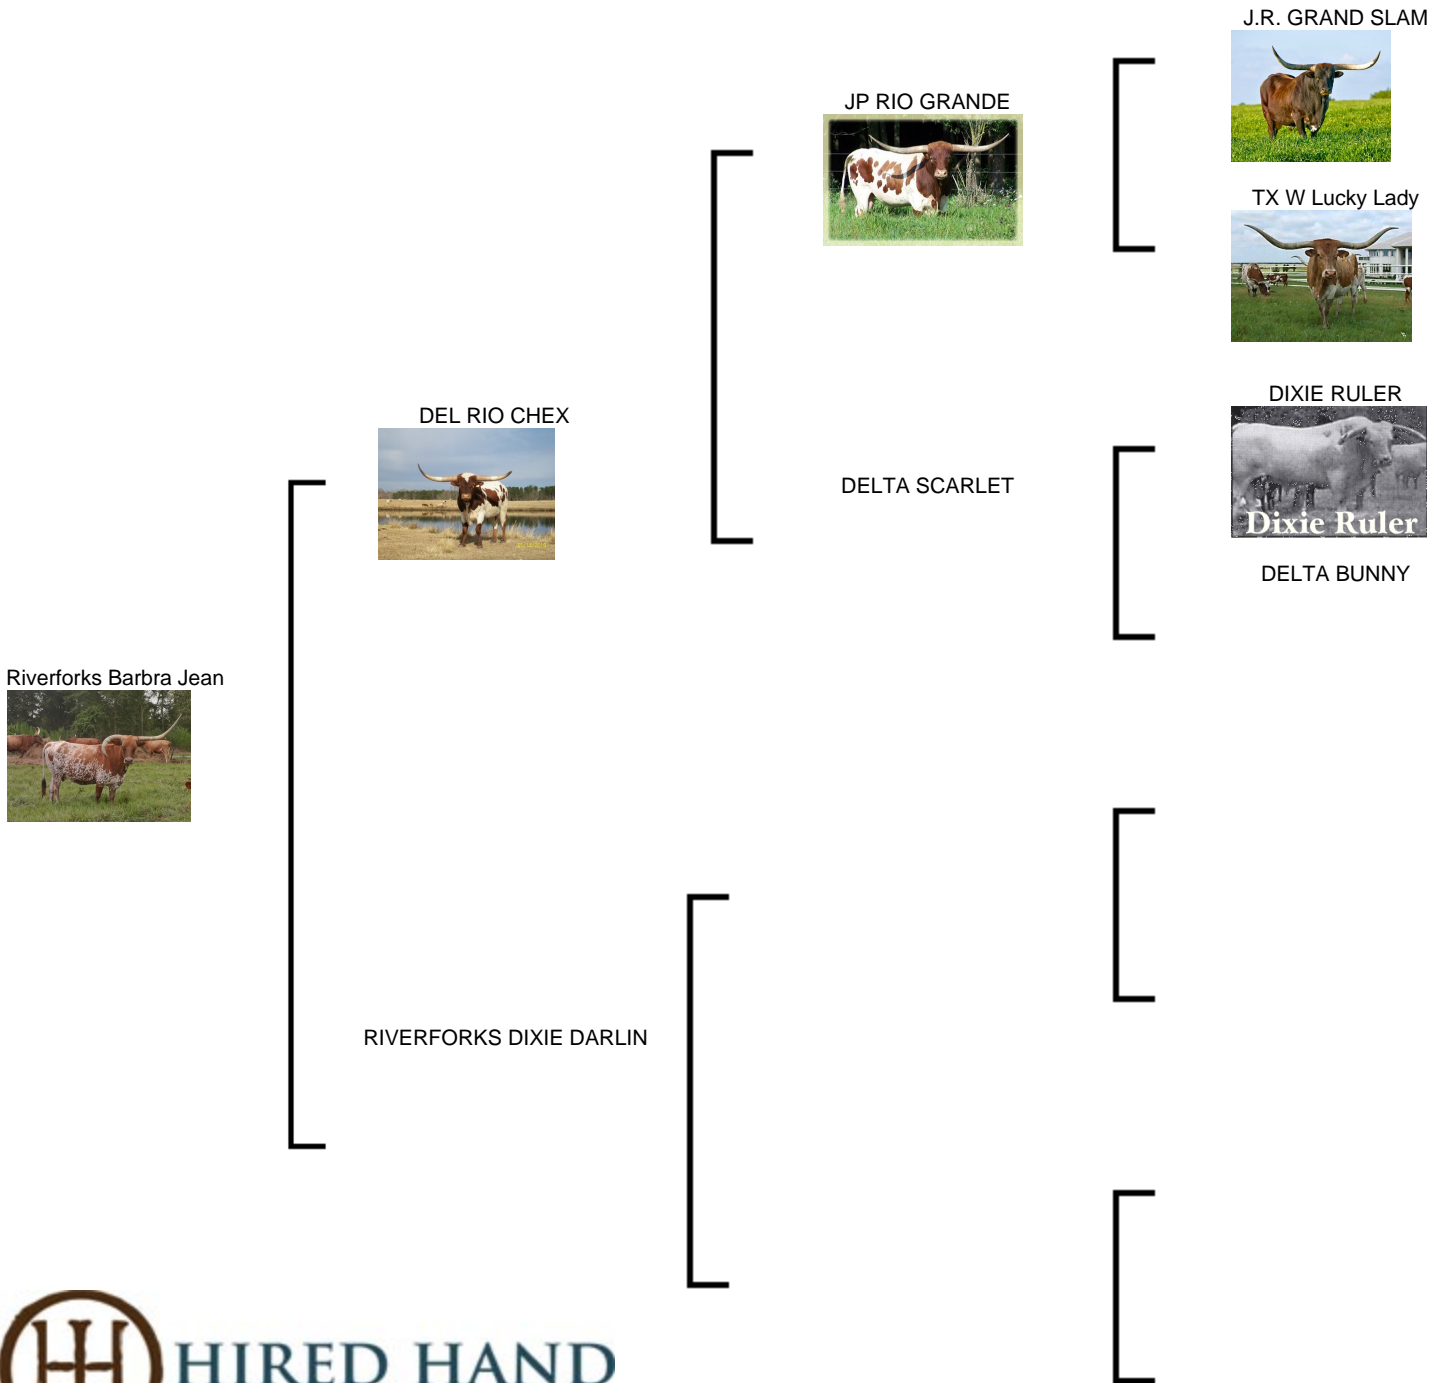 J.R. GRAND SLAM
JP RIO GRANDE
TX W Lucky Lady
DIXIE RULER
DEL RIO CHEX
DELTA SCARLET
Dixie Ruler
DELTA BUNNY
Riverforks Barbra Jean
RIVERFORKS DIXIE DARLIN
HIRED HAND